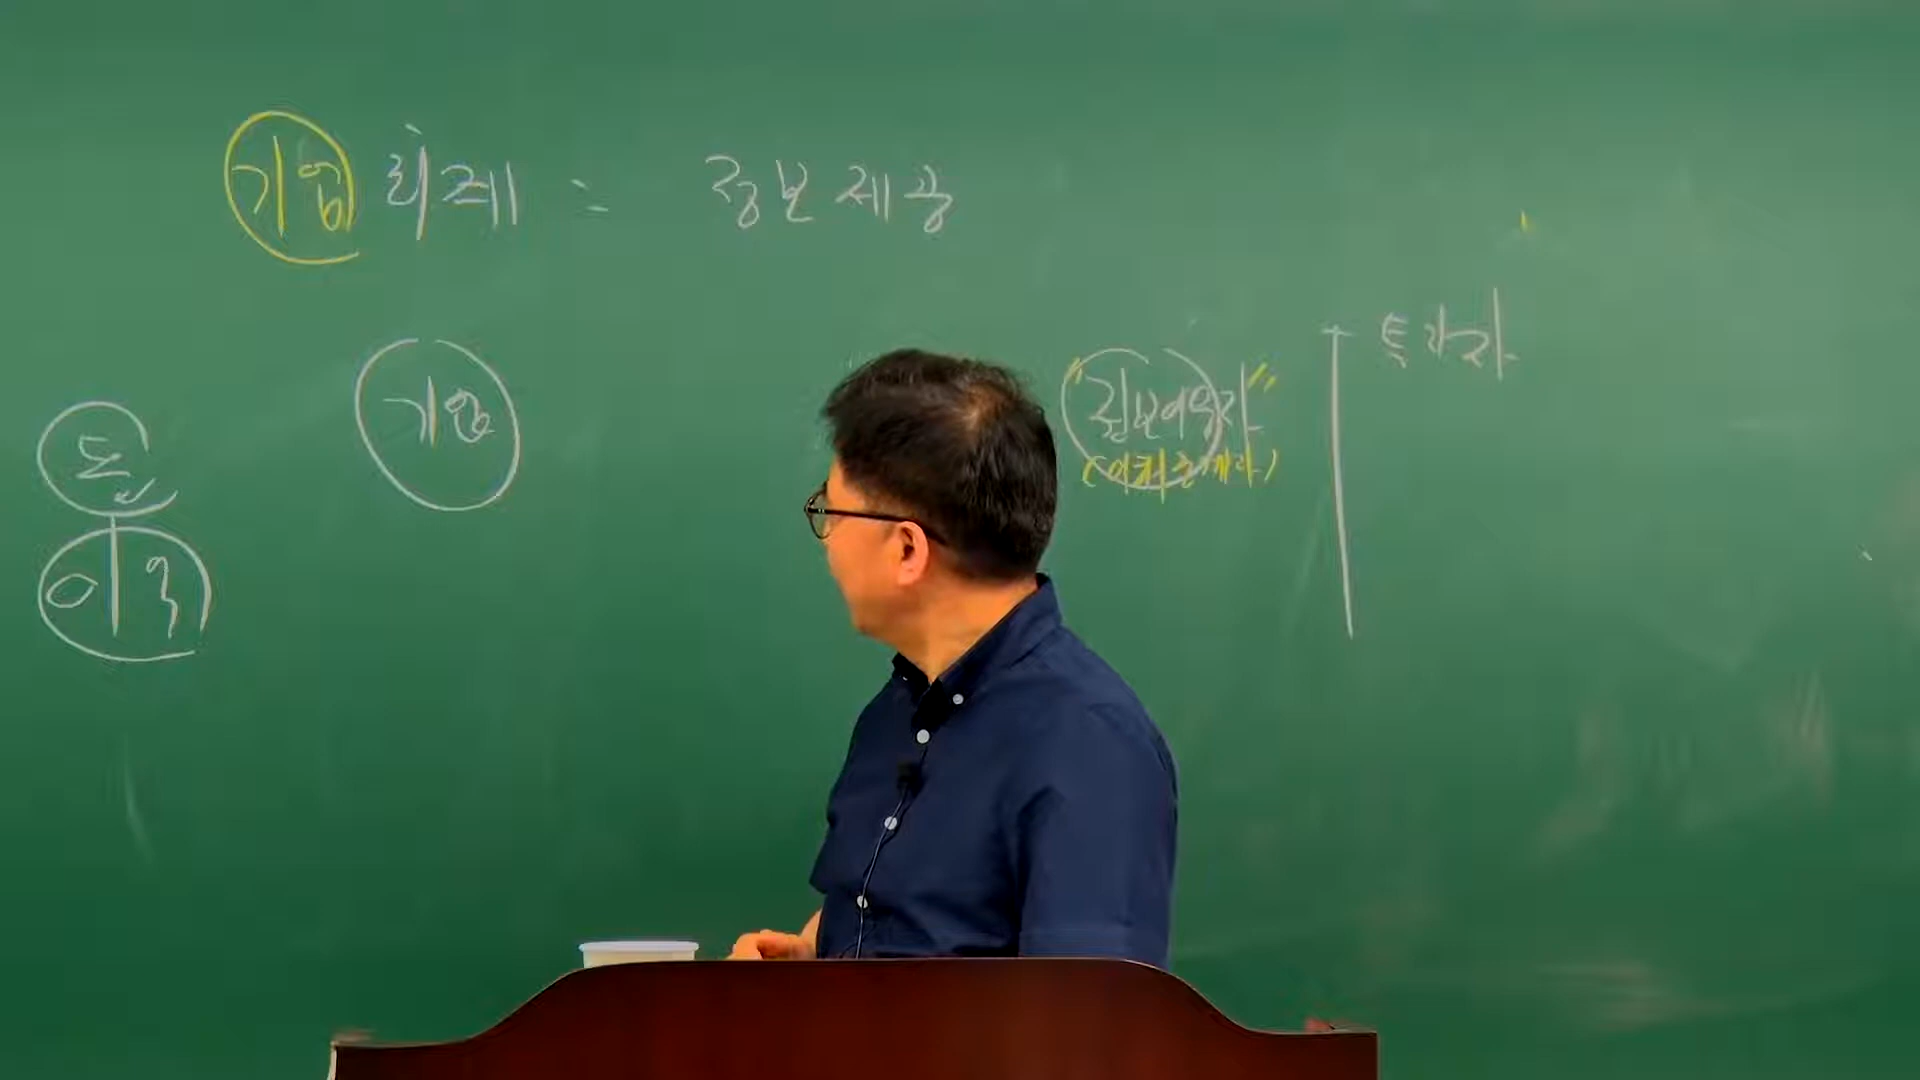 기업회계 = 정보제공
기업
돈
이익
"정보이용자"
(이해관계자)
투자자